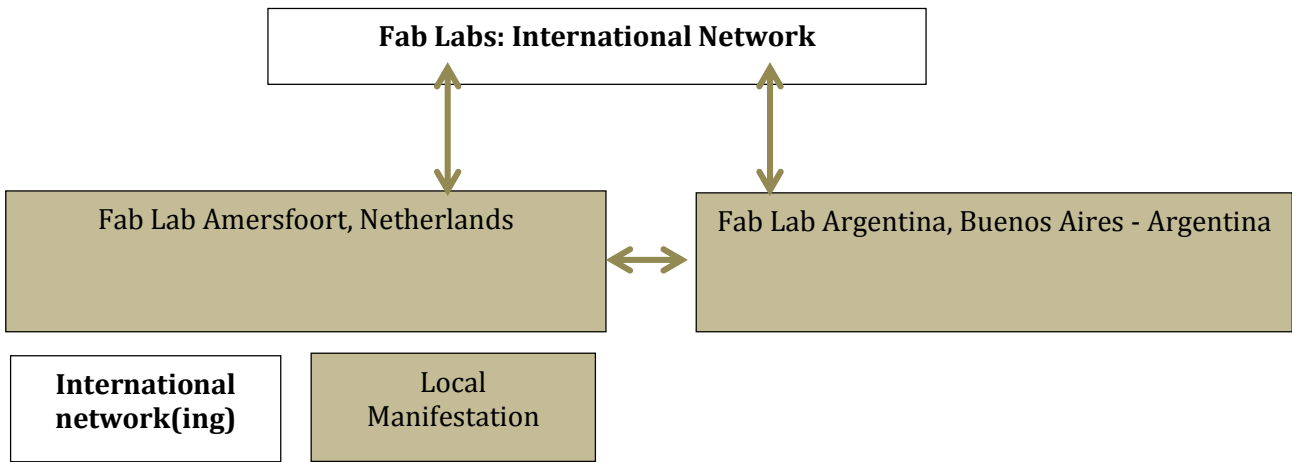 Fab Labs: International Network
Fab Lab Amersfoort, Netherlands
Fab Lab Argentina, Buenos Aires - Argentina
International
network(ing)
Local
Manifestation